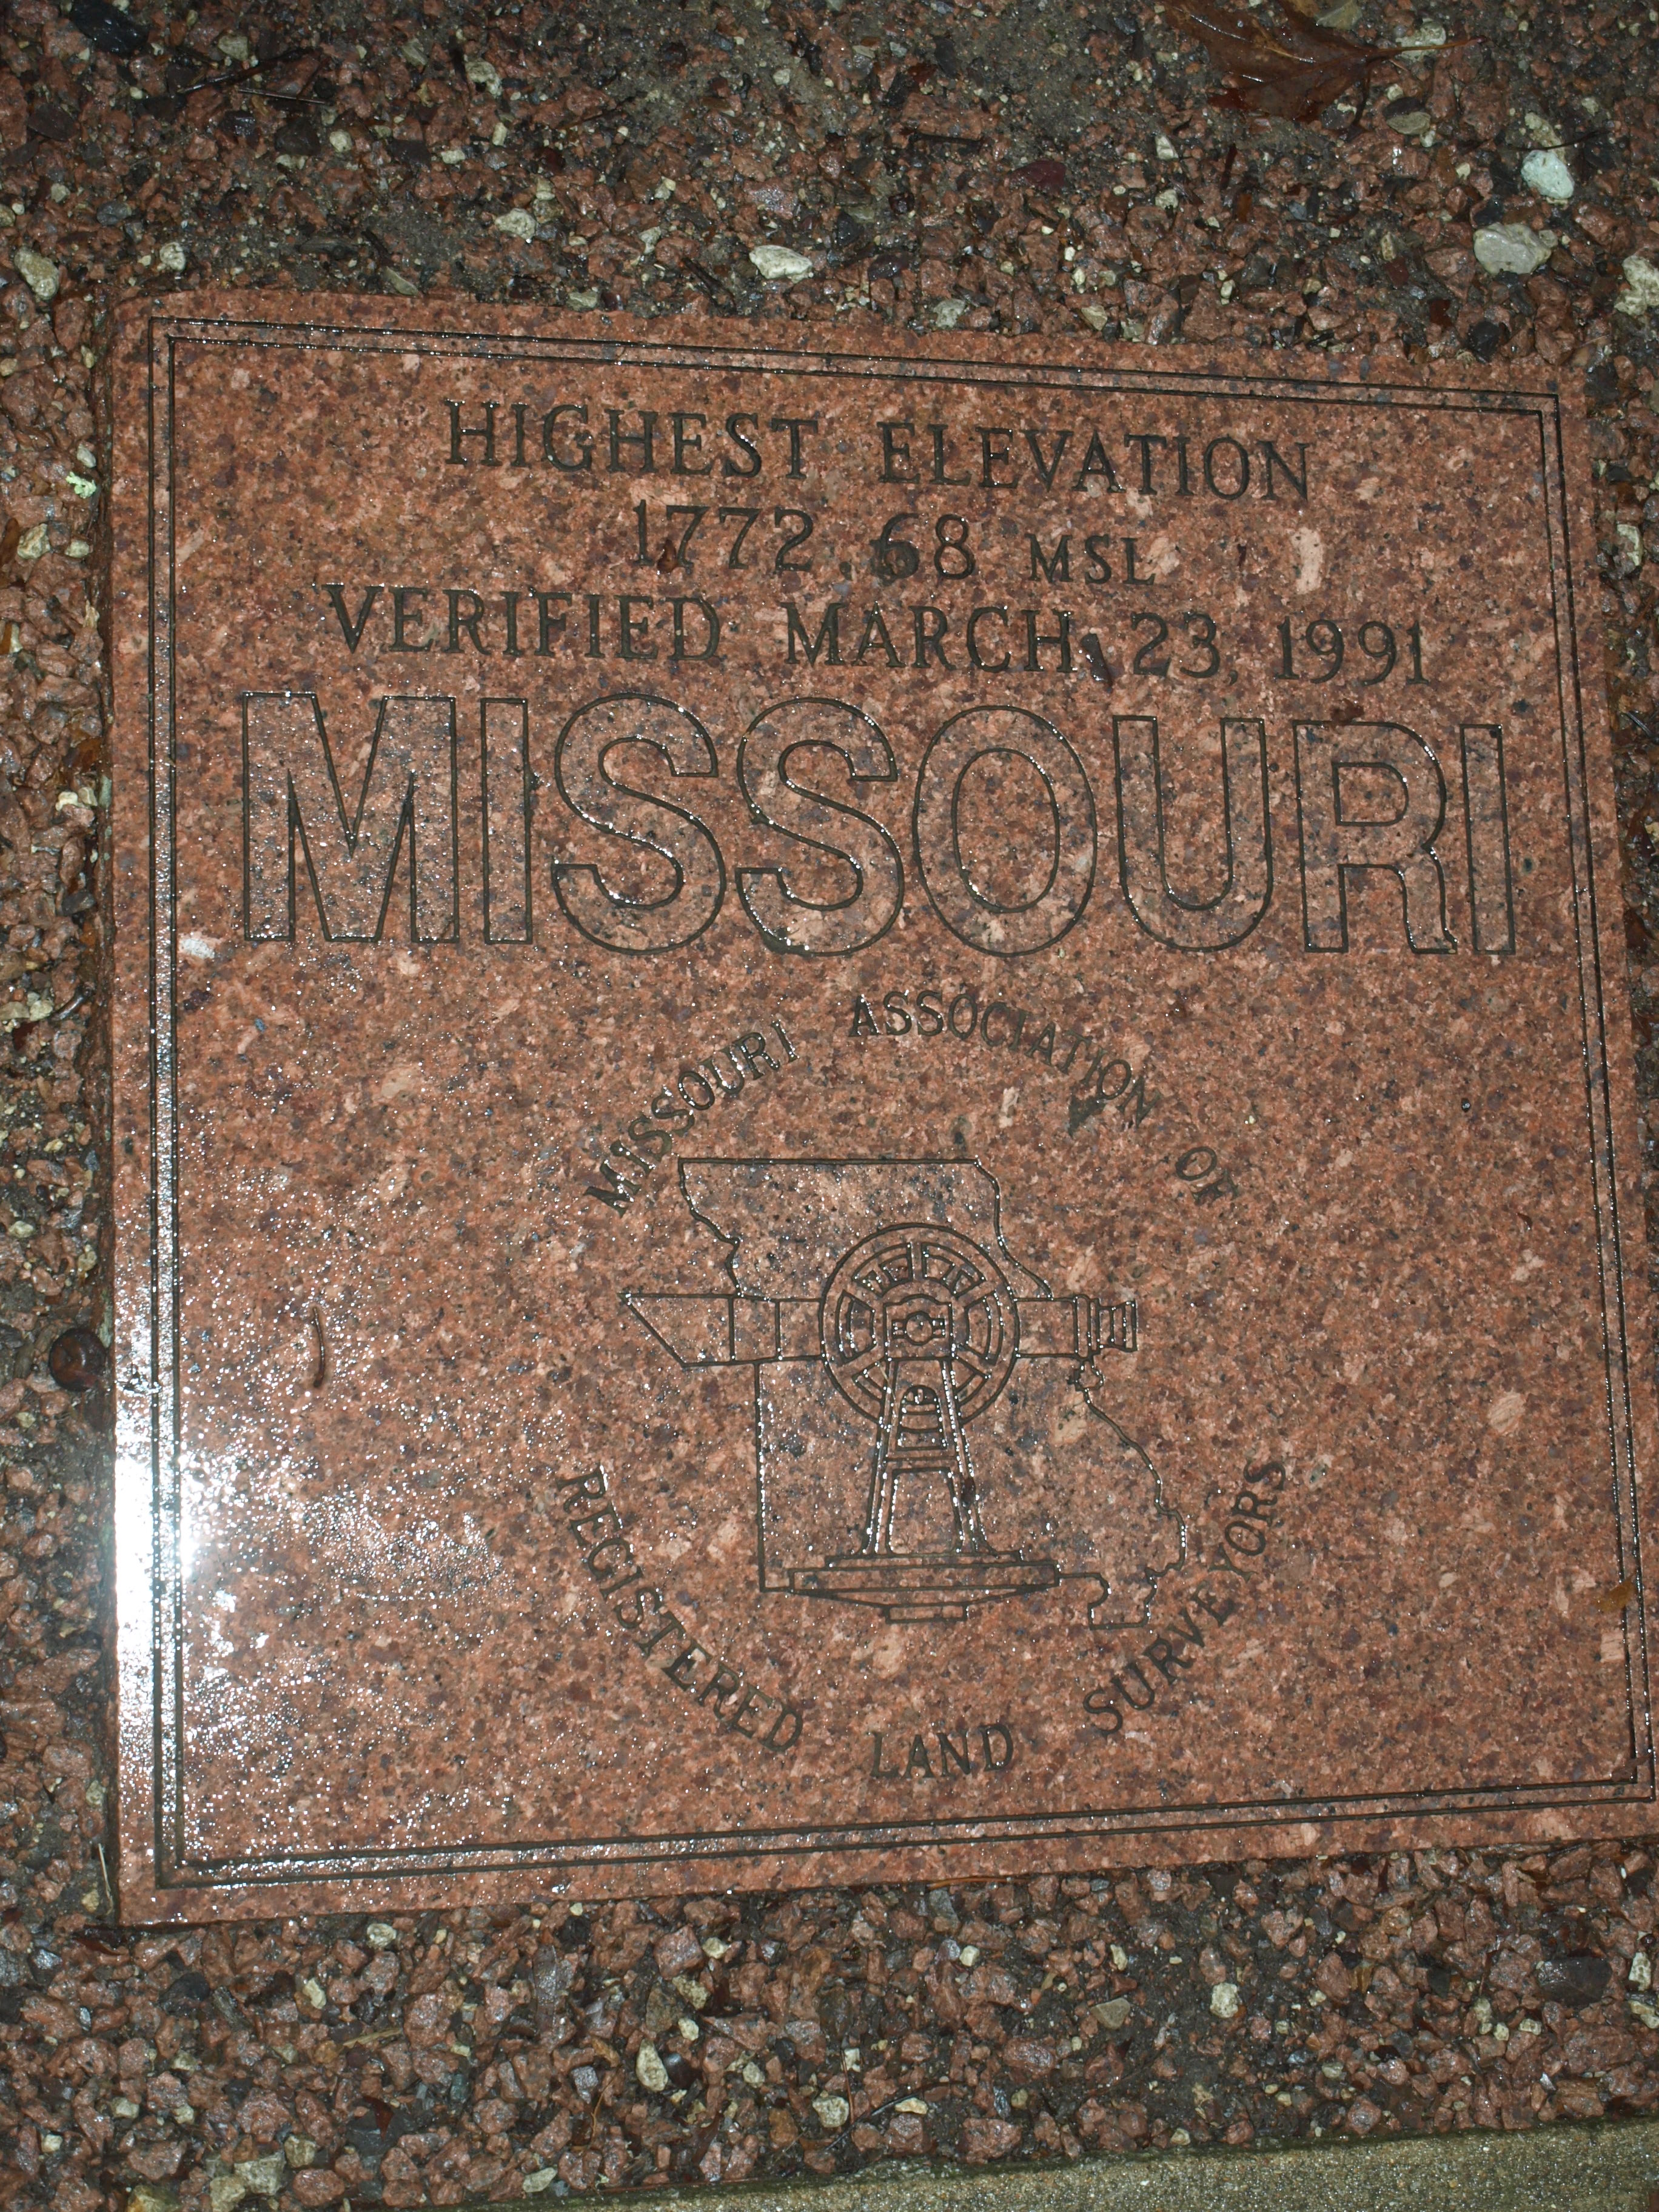 HIGHEST ELEVATION
1772.68 MSL
VERIFIED MARCH 23, 1991
MISSOURI
MISSOURI ASSOCIATION OF
REGISTERED LAND SURVEYORS